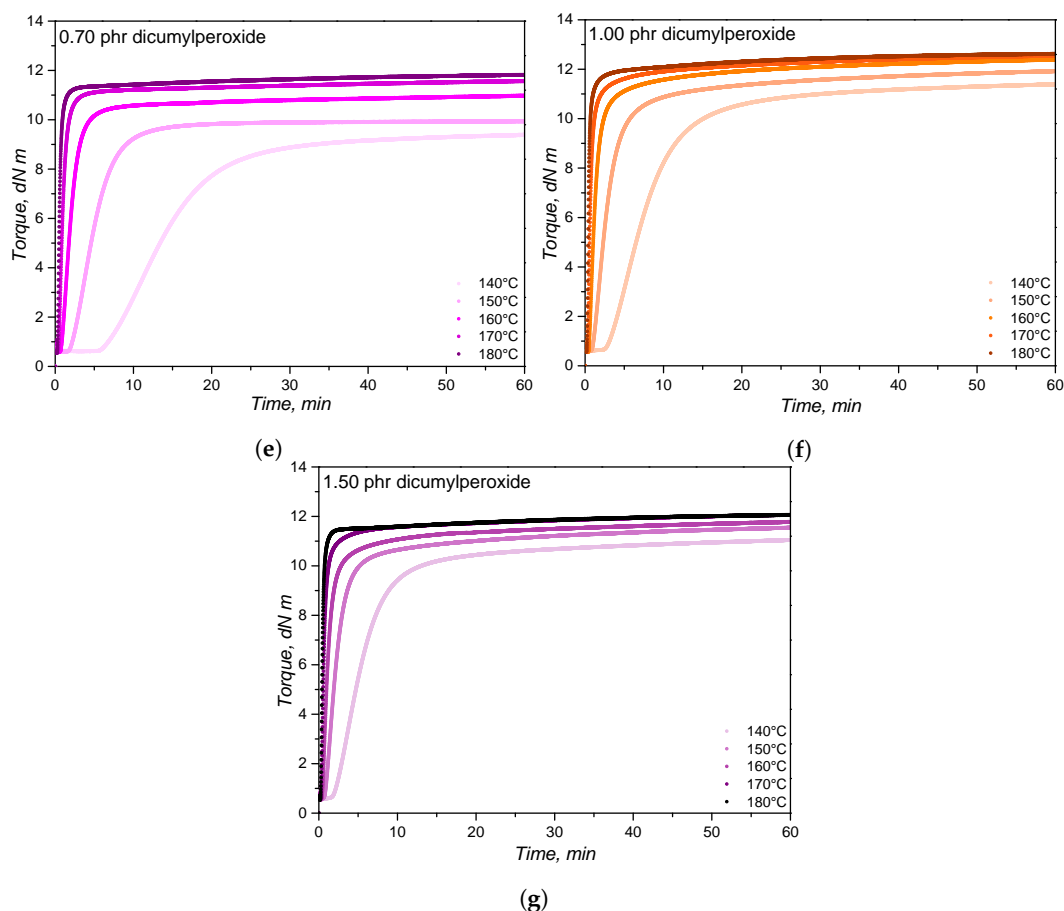 0.70 phr dicumylperoxide
Torque, dN m
14
12
10
8
6
4
2
0
140°C
150°C
160°C
170°C
180°C
0
10
20
30
40
50
60
Time, min
(e)
1.00 phr dicumylperoxide
Torque, dN m
14
12
10
8
6
4
2
0
140°C
150°C
160°C
170°C
180°C
0
10
20
30
40
50
60
Time, min
(f)
1.50 phr dicumylperoxide
Torque, dN m
14
12
10
8
6
4
2
0
140°C
150°C
160°C
170°C
180°C
0
10
20
30
40
50
60
Time, min
(g)